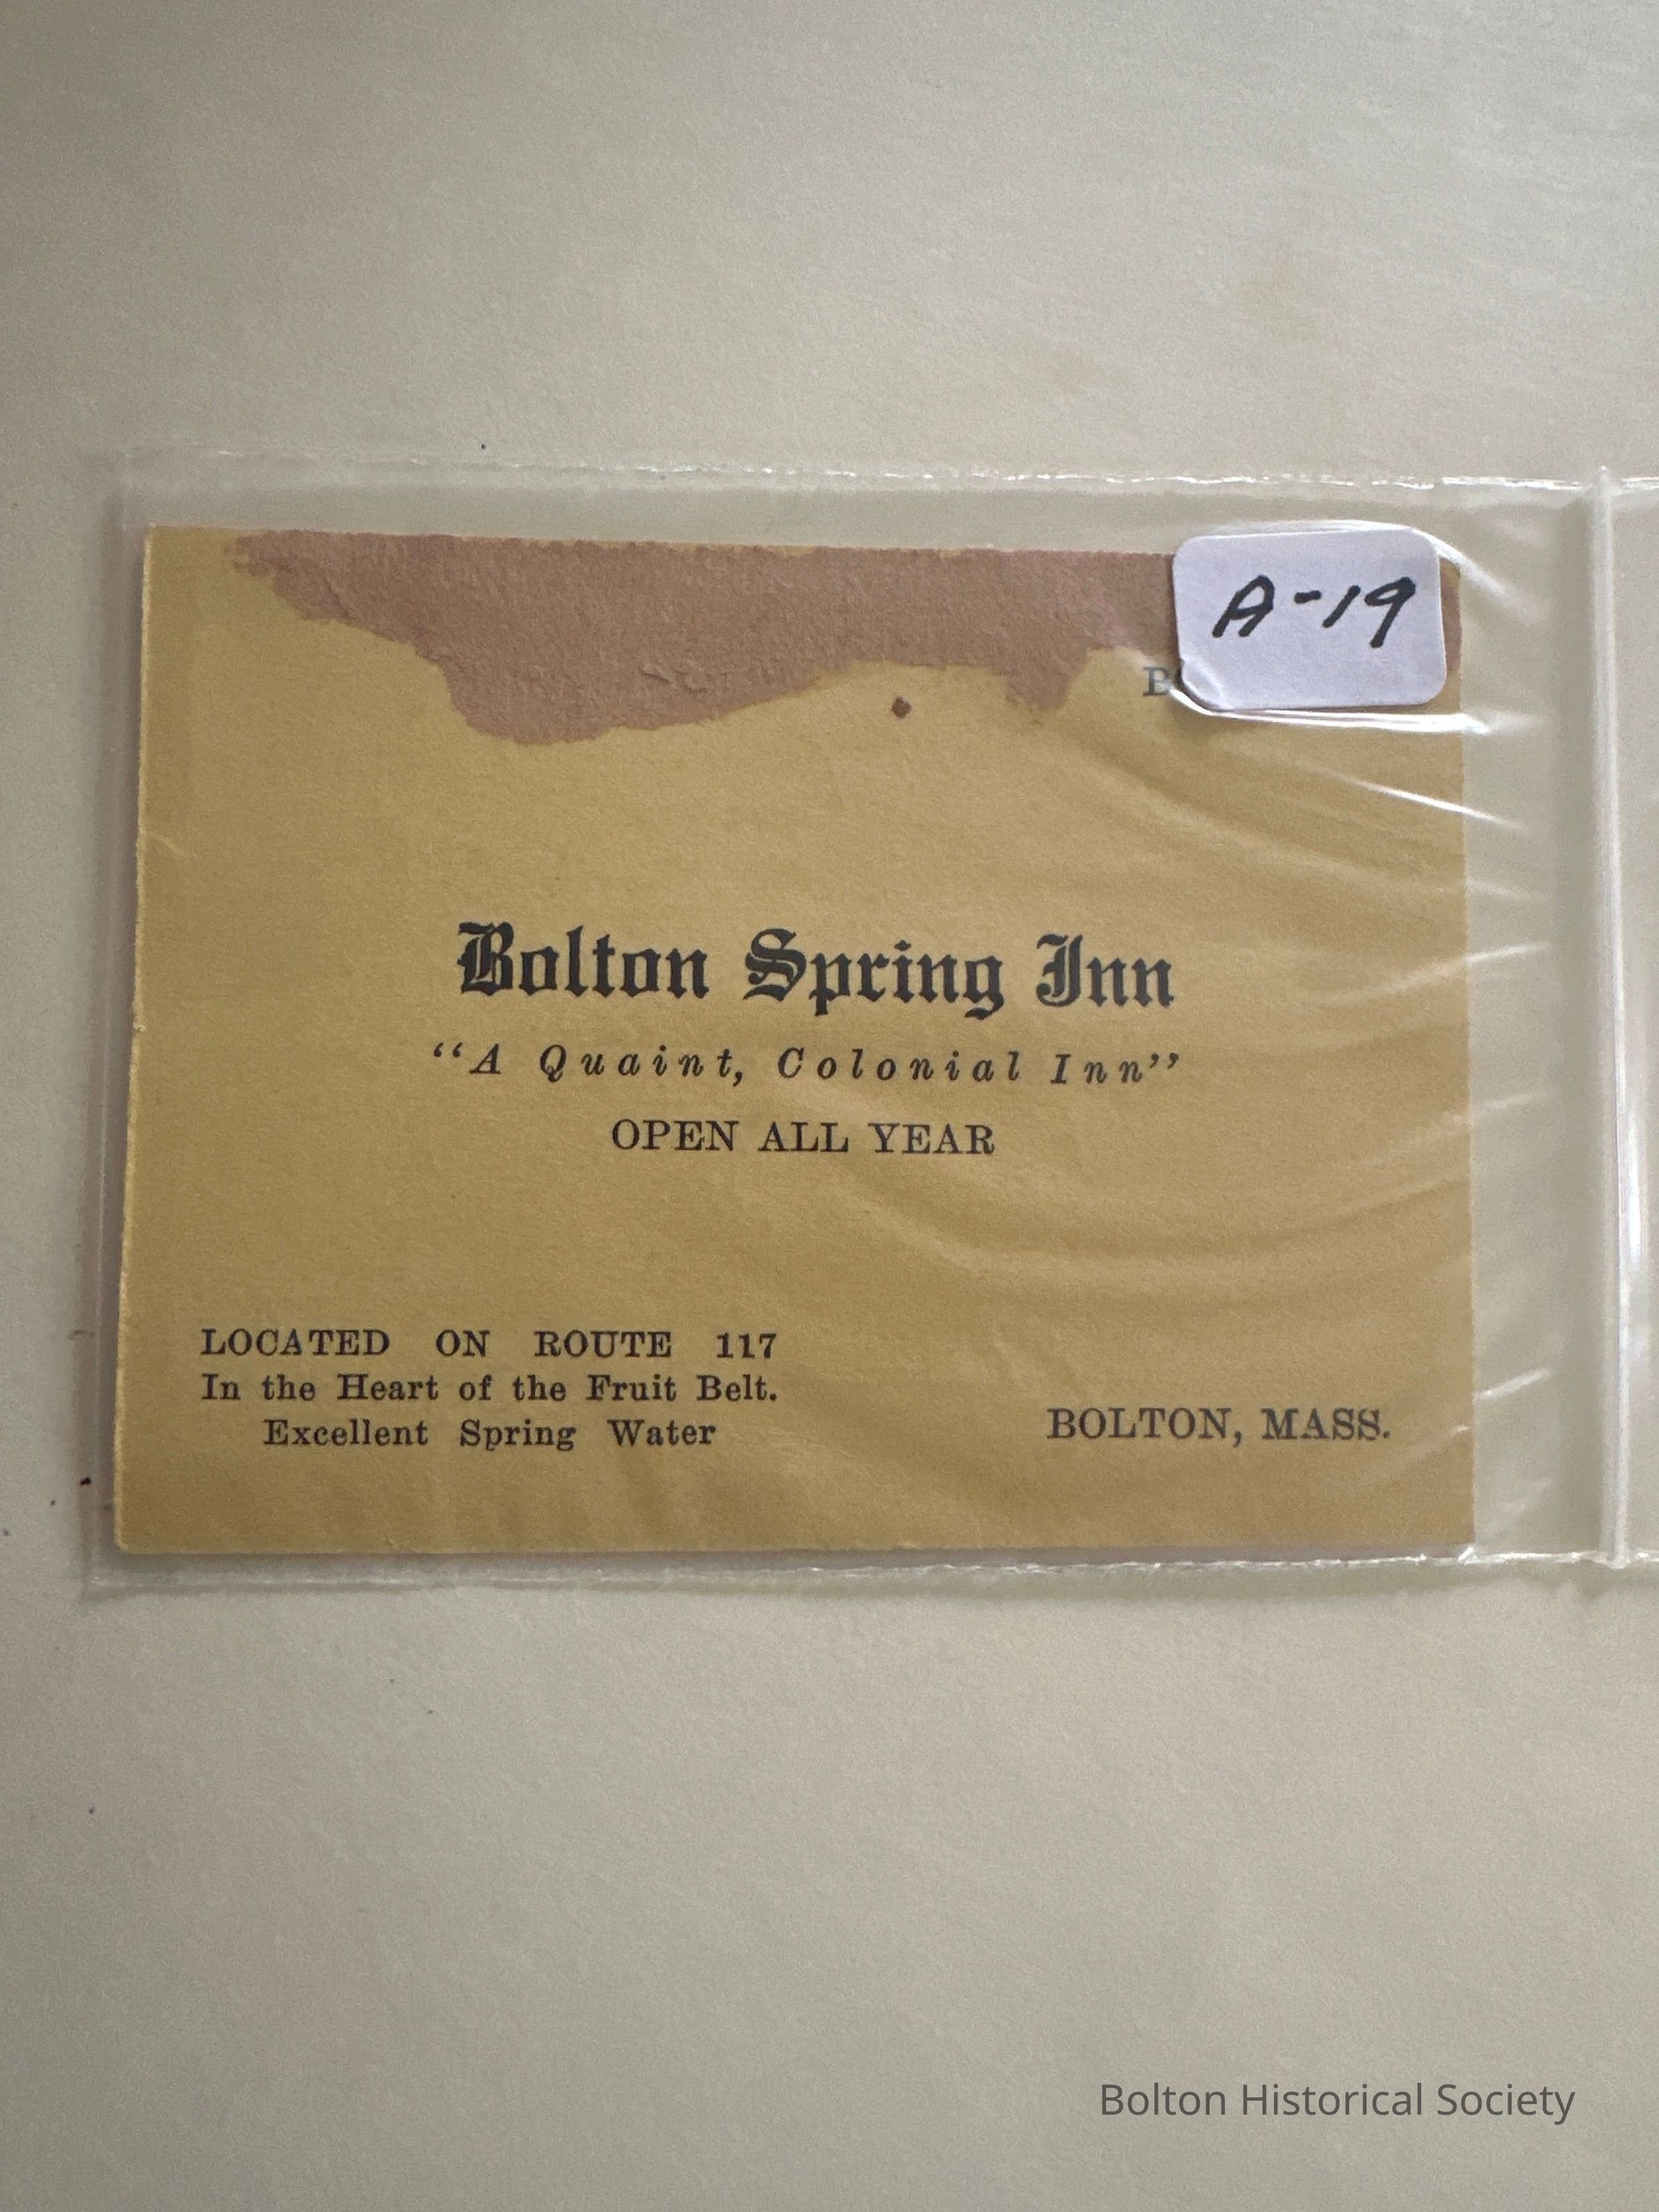 A-19
Bolton Spring Inn
"A Quaint, Colonial Inn"
OPEN ALL YEAR
LOCATED ON ROUTE 117
In the Heart of the Fruit Belt.
Excellent Spring Water
BOLTON, MASS.
Bolton Historical Society